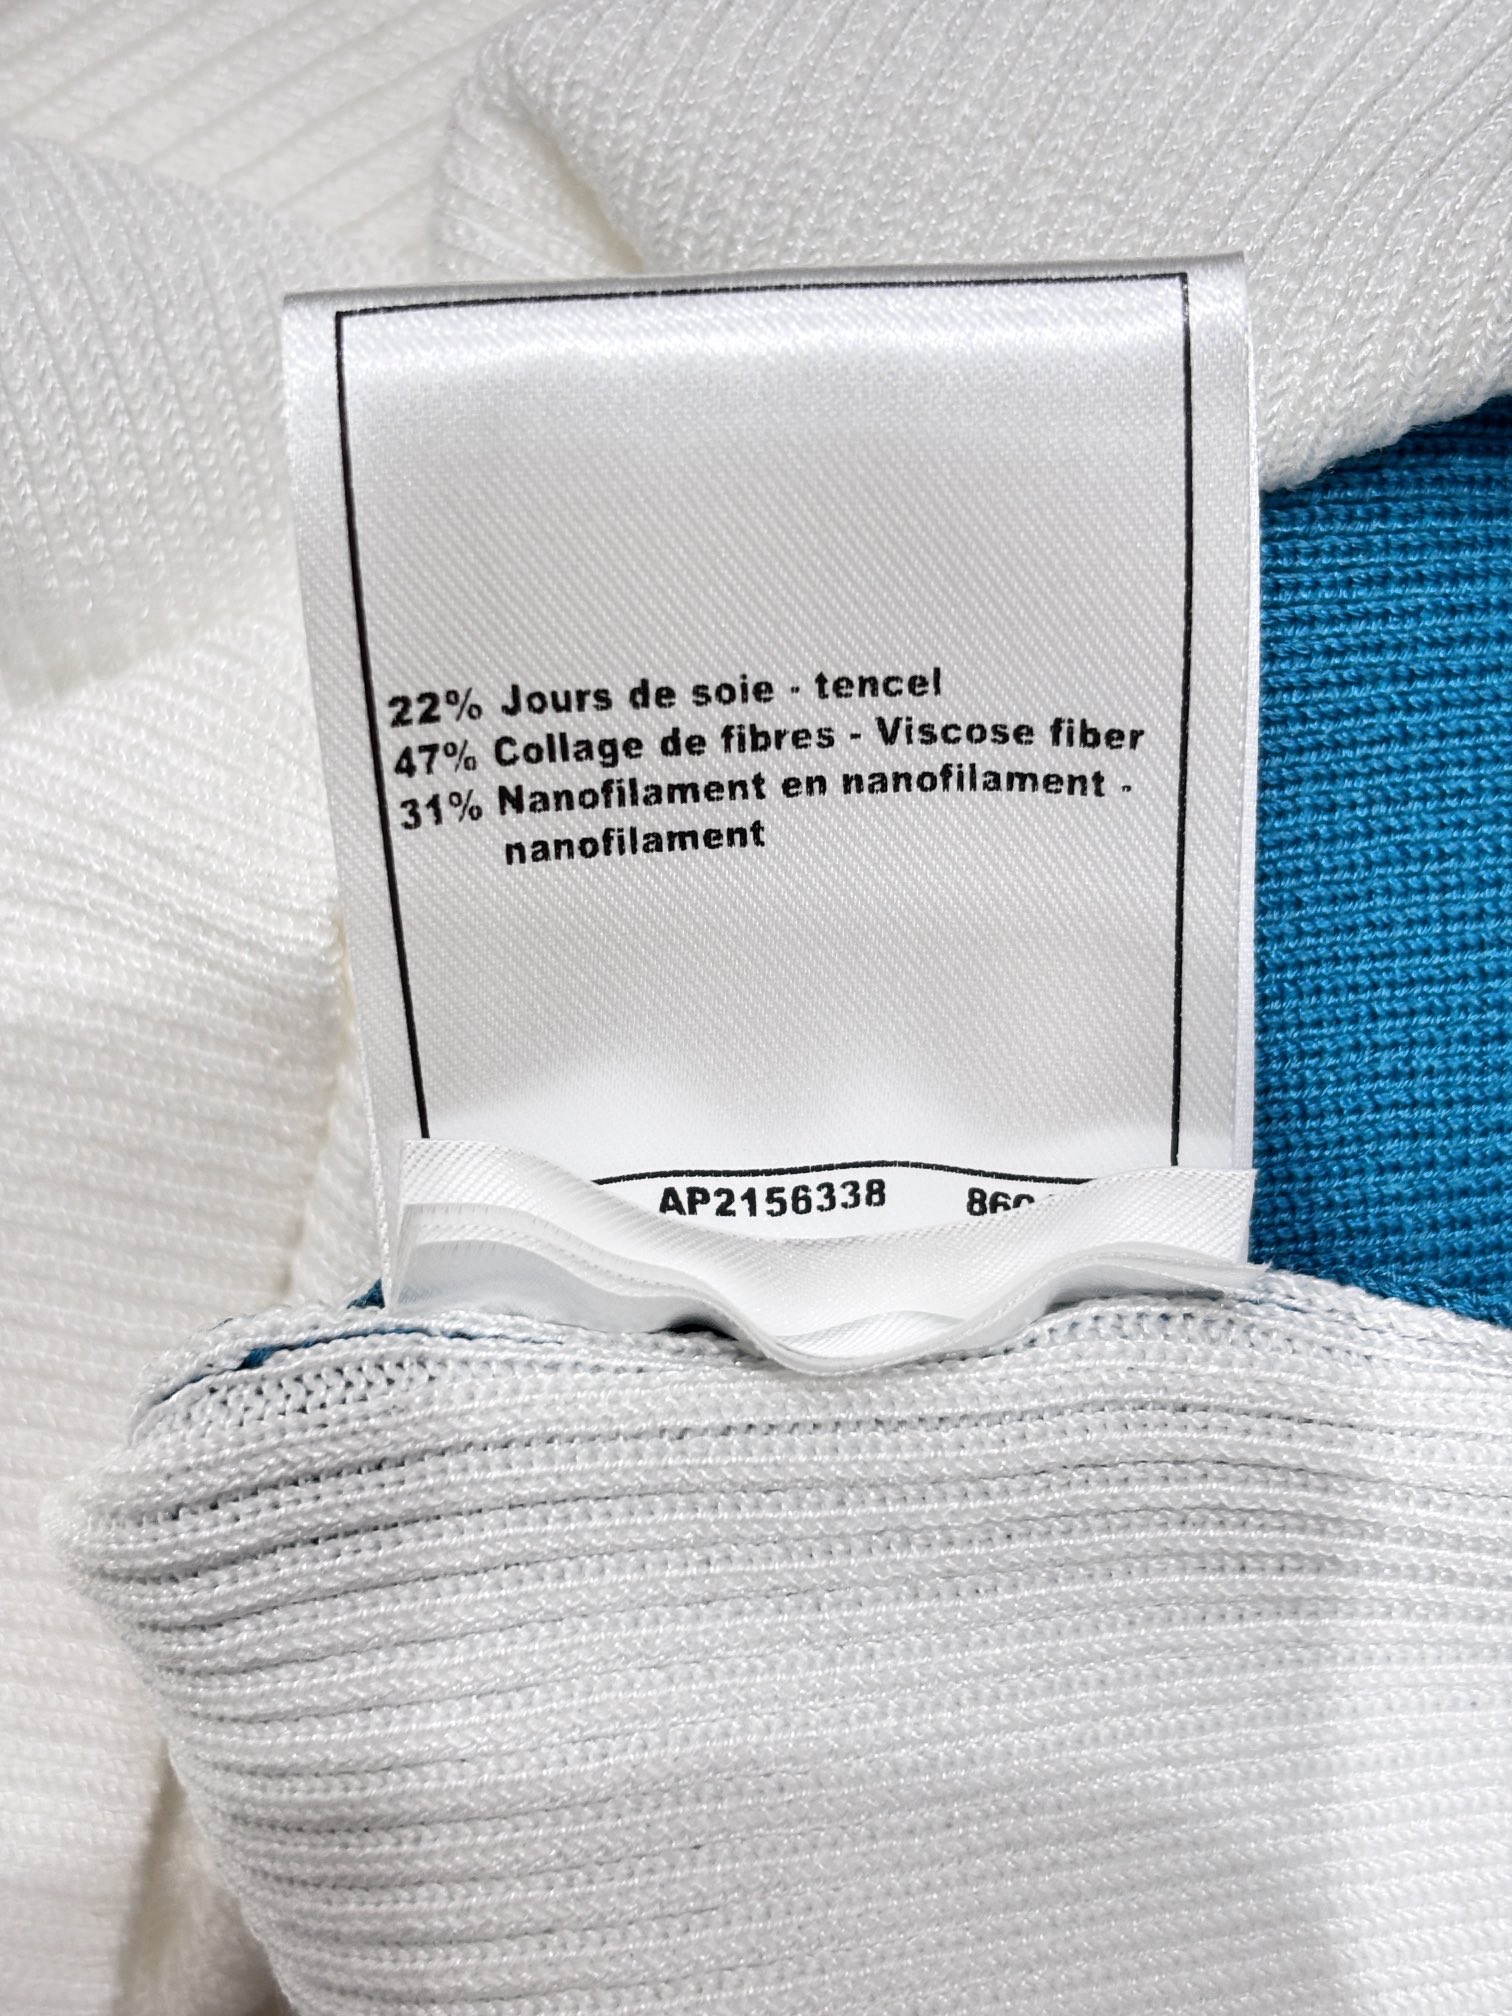 22% Jours de soie - tencel
47% Collage de fibres - Viscose fiber
31% Nanofilament en nanofilament -
nanofilament
AP2156338